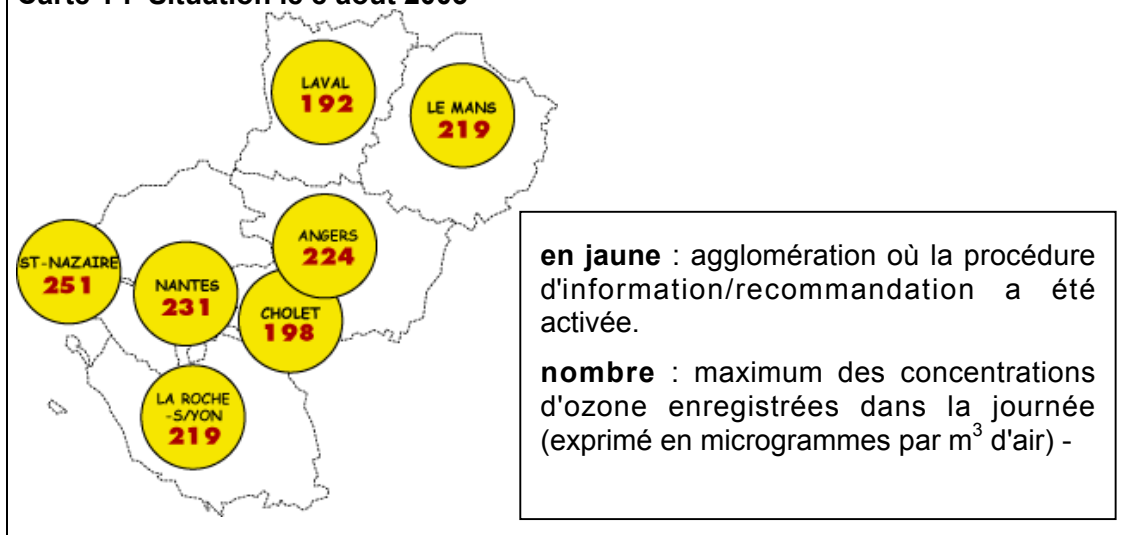 LAVAL
192
LE MANS
219
ANGERS
224
ST-NAZAIRE
251
NANTES
231
CHOLET
198
LA ROCHE
-S/YON
219
en jaune : agglomération où la procédure
d'information/recommandation a été
activée.
nombre : maximum des concentrations
d'ozone enregistrées dans la journée
(exprimé en microgrammes par m³ d'air) -